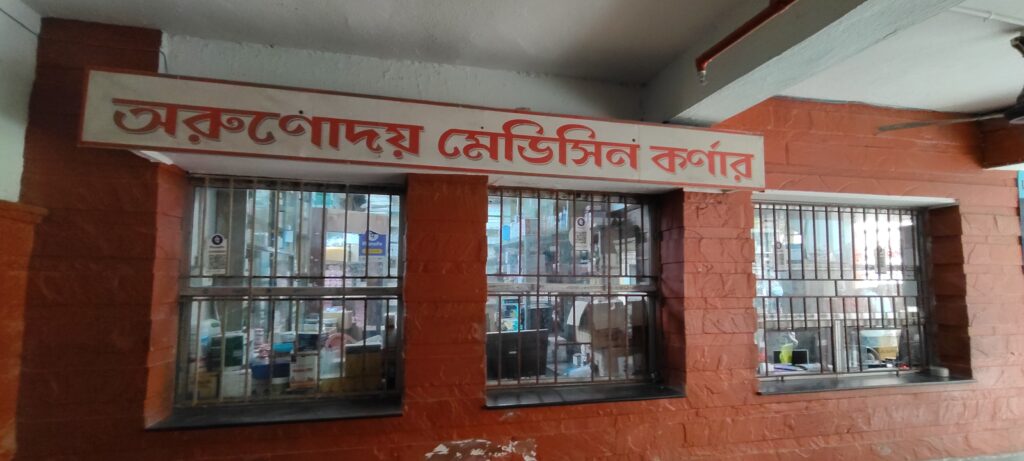 অরুণোদয় মেডিসিন কর্ণার